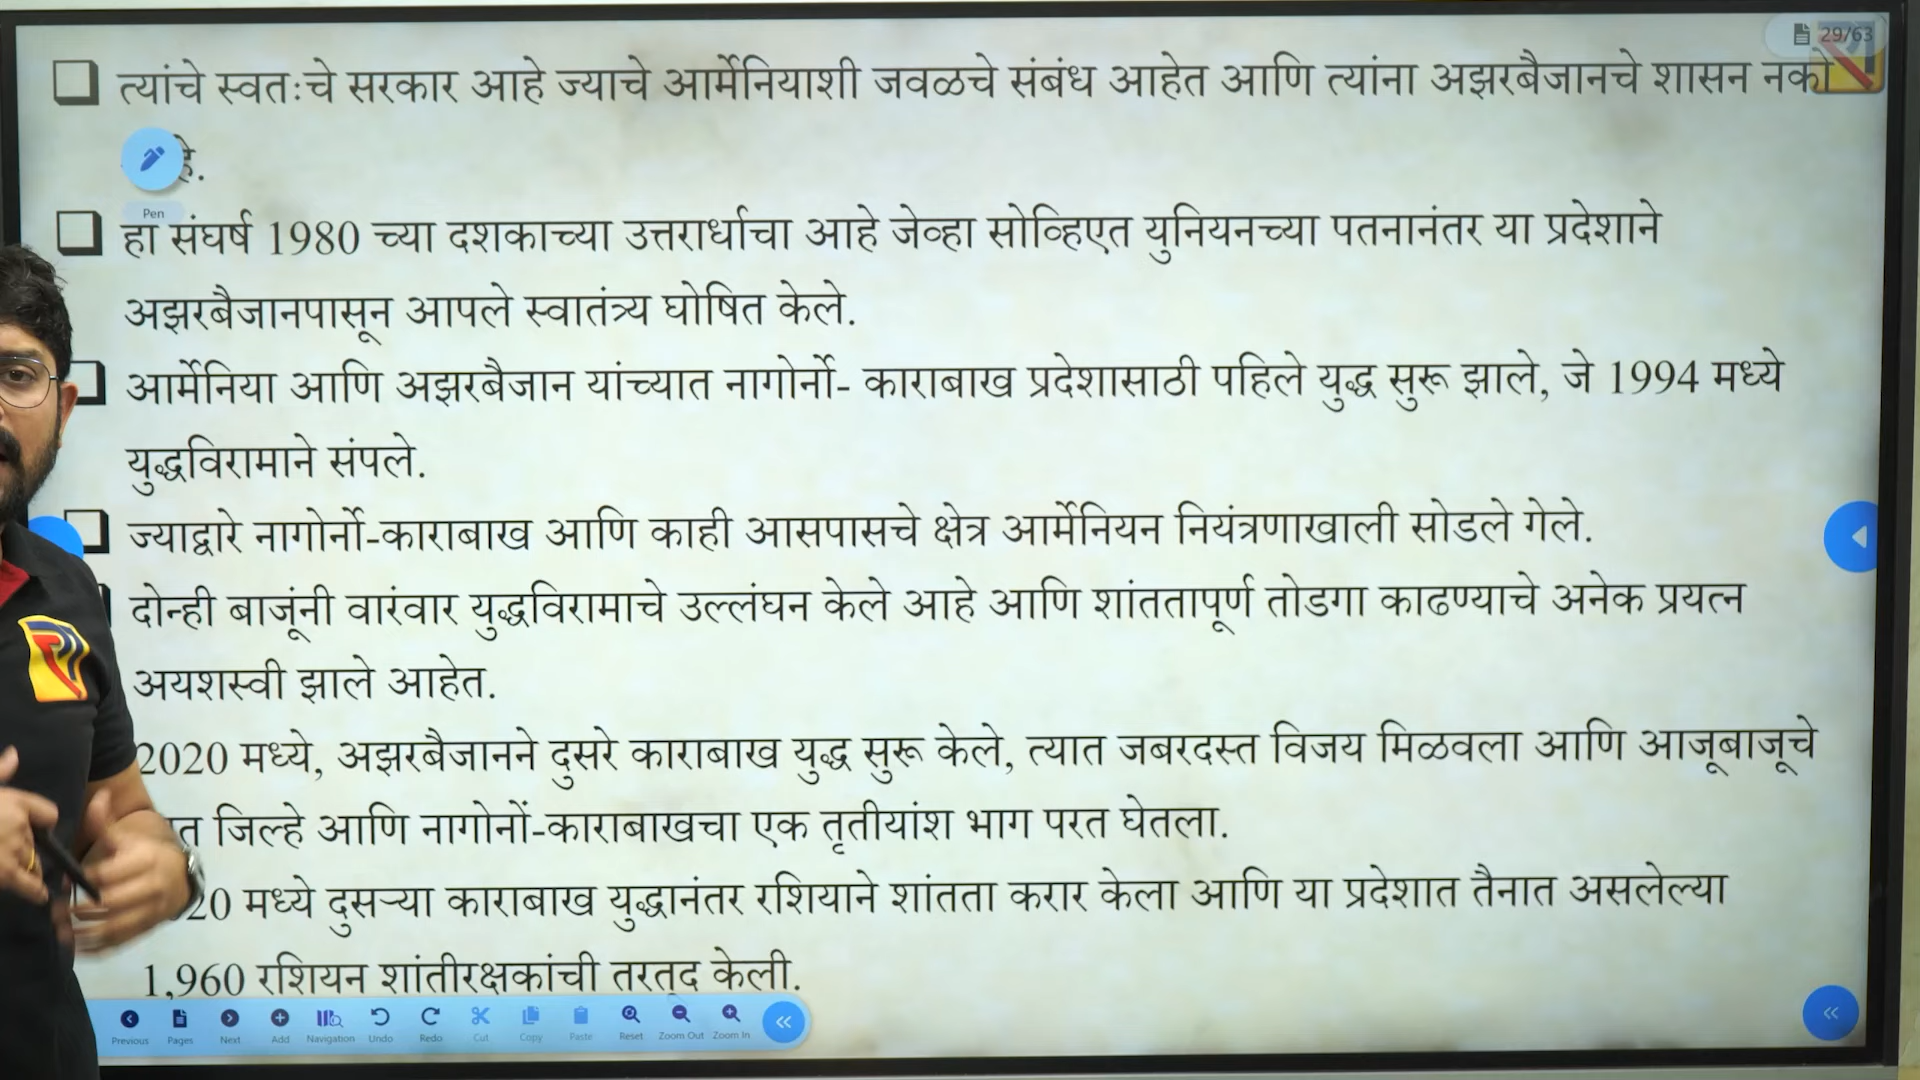 29/63
त्यांचे स्वतःचे सरकार आहे ज्याचे आर्मेनियाशी जवळचे संबंध आहेत आणि त्यांना अझरबैजानचे शासन नको
हे.
Pen
हा संघर्ष 1980 च्या दशकाच्या उत्तरार्धाचा आहे जेव्हा सोव्हिएत युनियनच्या पतनानंतर या प्रदेशाने
अझरबैजानपासून आपले स्वातंत्र्य घोषित केले.
आर्मेनिया आणि अझरबैजान यांच्यात नागोर्नो- काराबाख प्रदेशासाठी पहिले युद्ध सुरू झाले, जे 1994 मध्ये
युद्धविरामाने संपले.
ज्याद्वारे नागोर्नो-काराबाख आणि काही आसपासचे क्षेत्र आर्मेनियन नियंत्रणाखाली सोडले गेले.
दोन्ही बाजूंनी वारंवार युद्धविरामाचे उल्लंघन केले आहे आणि शांततापूर्ण तोडगा काढण्याचे अनेक प्रयत्न
अयशस्वी झाले आहेत.
2020 मध्ये, अझरबैजानने दुसरे काराबाख युद्ध सुरू केले, त्यात जबरदस्त विजय मिळवला आणि आजूबाजूचे
त जिल्हे आणि नागोर्नो-काराबाखचा एक तृतीयांश भाग परत घेतला.
20 मध्ये दुसऱ्या काराबाख युद्धानंतर रशियाने शांतता करार केला आणि या प्रदेशात तैनात असलेल्या
1,960 रशियन शांतीरक्षकांची तरतूद केली.
Previous Pages Next Add Navigation Undo Redo Cut Copy Paste Reset Zoom Out Zoom In